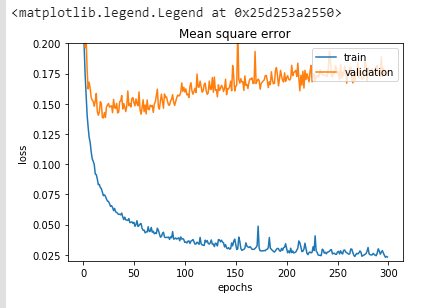 <matplotlib.legend.Legend at 0x25d253a2550>
Mean square error
train
validation
loss
0.200
0.175
0.150
0.125
0.100
0.075
0.050
0.025
0 50 100 150 200 250 300
epochs